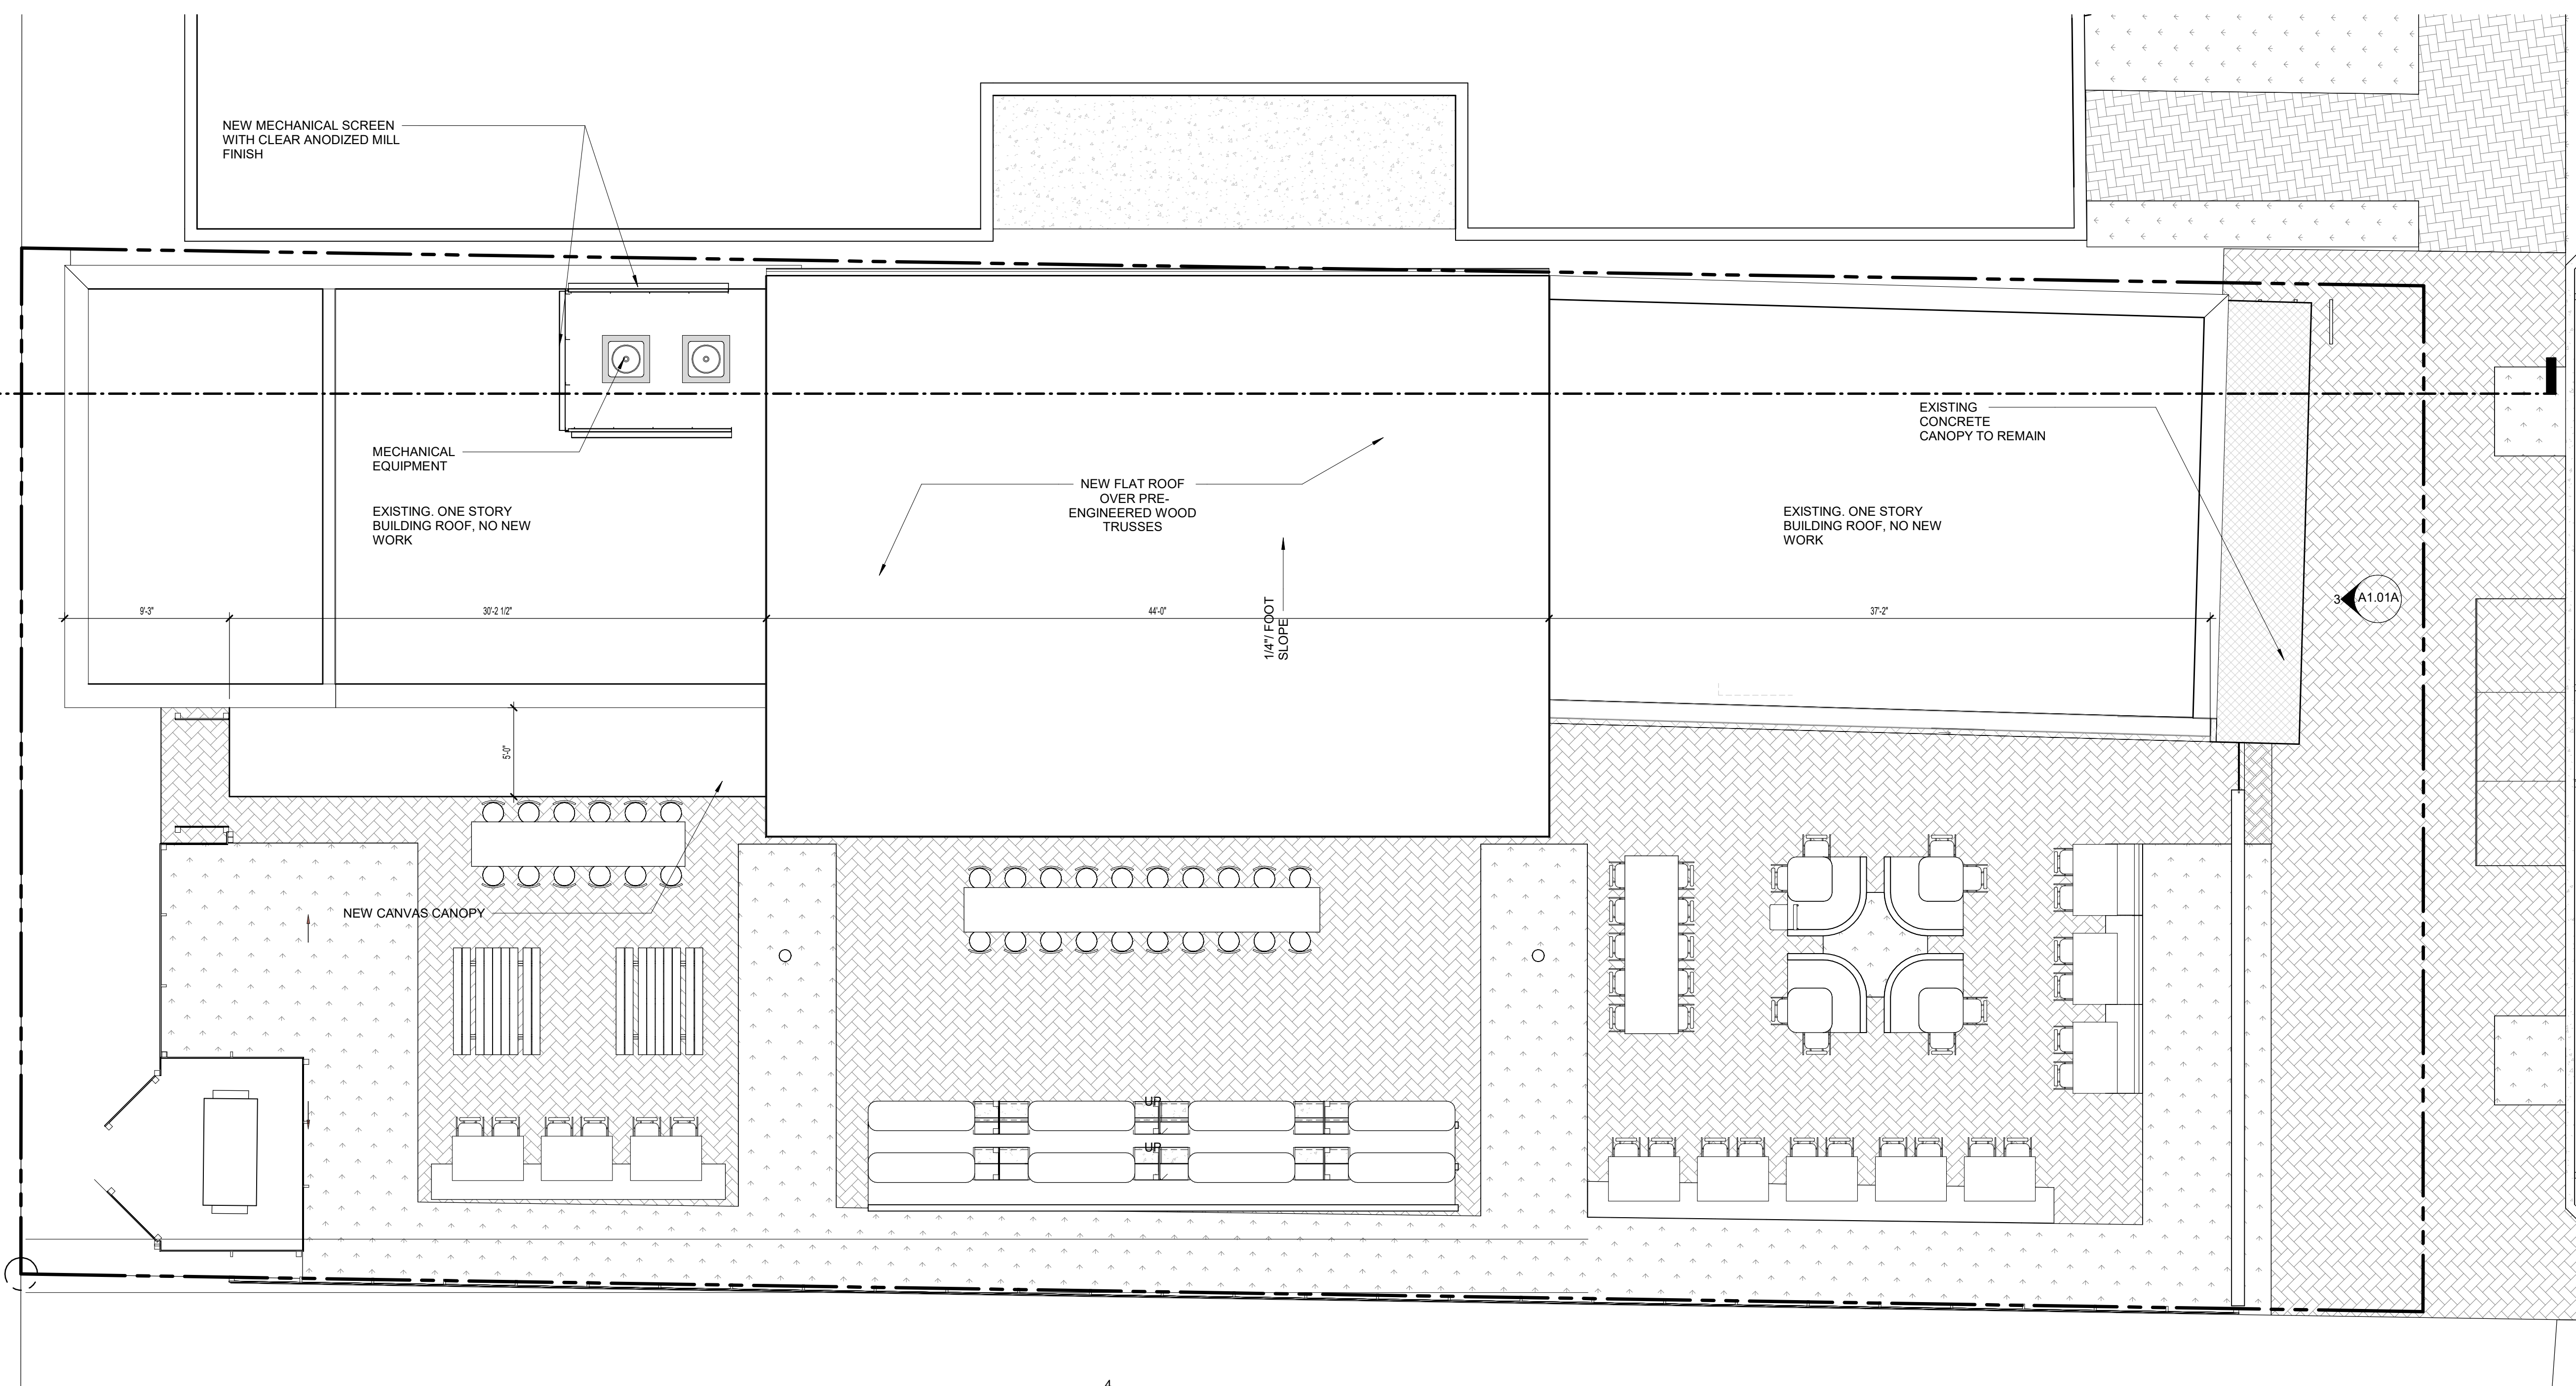 NEW MECHANICAL SCREEN
WITH CLEAR ANODIZED MILL
FINISH
MECHANICAL
EQUIPMENT
EXISTING. ONE STORY
BUILDING ROOF, NO NEW
WORK
NEW FLAT ROOF
OVER PRE-
ENGINEERED WOOD
TRUSSES
EXISTING
CONCRETE
CANOPY TO REMAIN
EXISTING. ONE STORY
BUILDING ROOF, NO NEW
WORK
1/4"/ FOOT
SLOPE
3
A1.01A
9'-3"
30'-2 1/2"
44'-0"
37'-2"
5'-0"
NEW CANVAS CANOPY
UP
UP
4